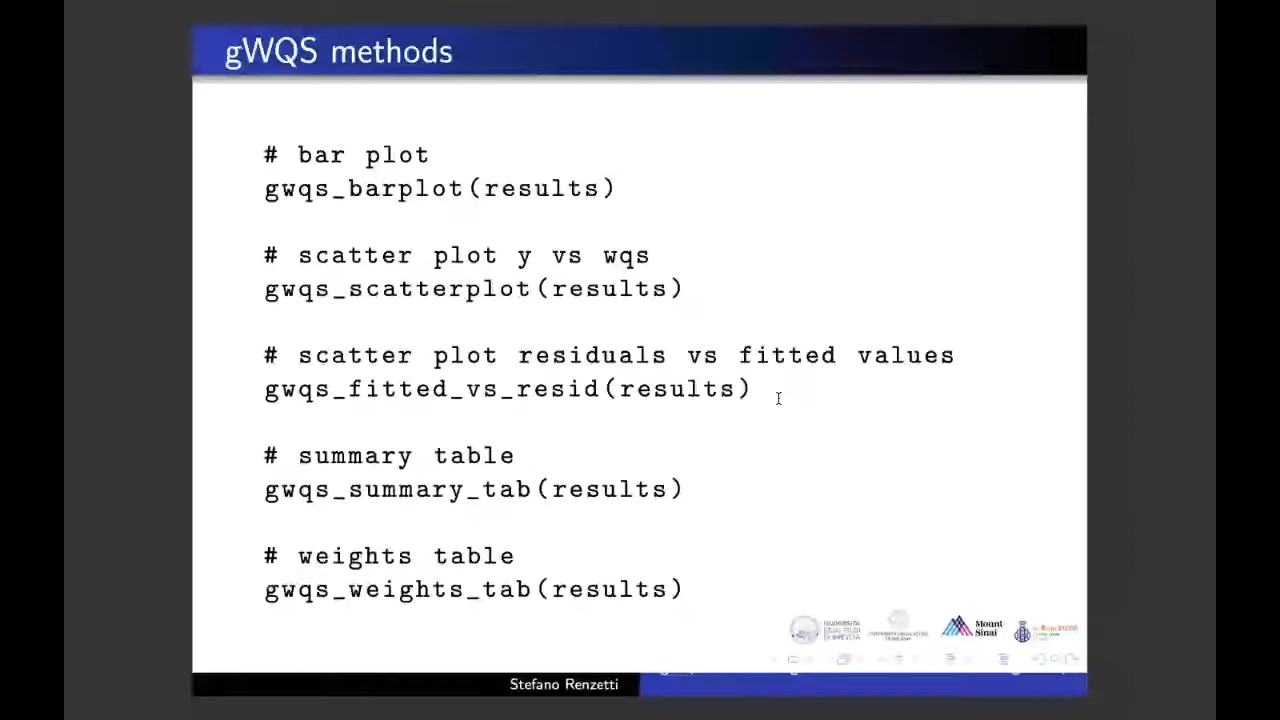 gWQS methods
# bar plot
gwqs_barplot(results)
# scatter plot y vs wqs
gwqs_scatterplot(results)
# scatter plot residuals vs fitted values
gwqs_fitted_vs_resid(results)
# summary table
gwqs_summary_tab(results)
# weights table
gwqs_weights_tab(results)
Mount
Sinai
Stefano Renzetti